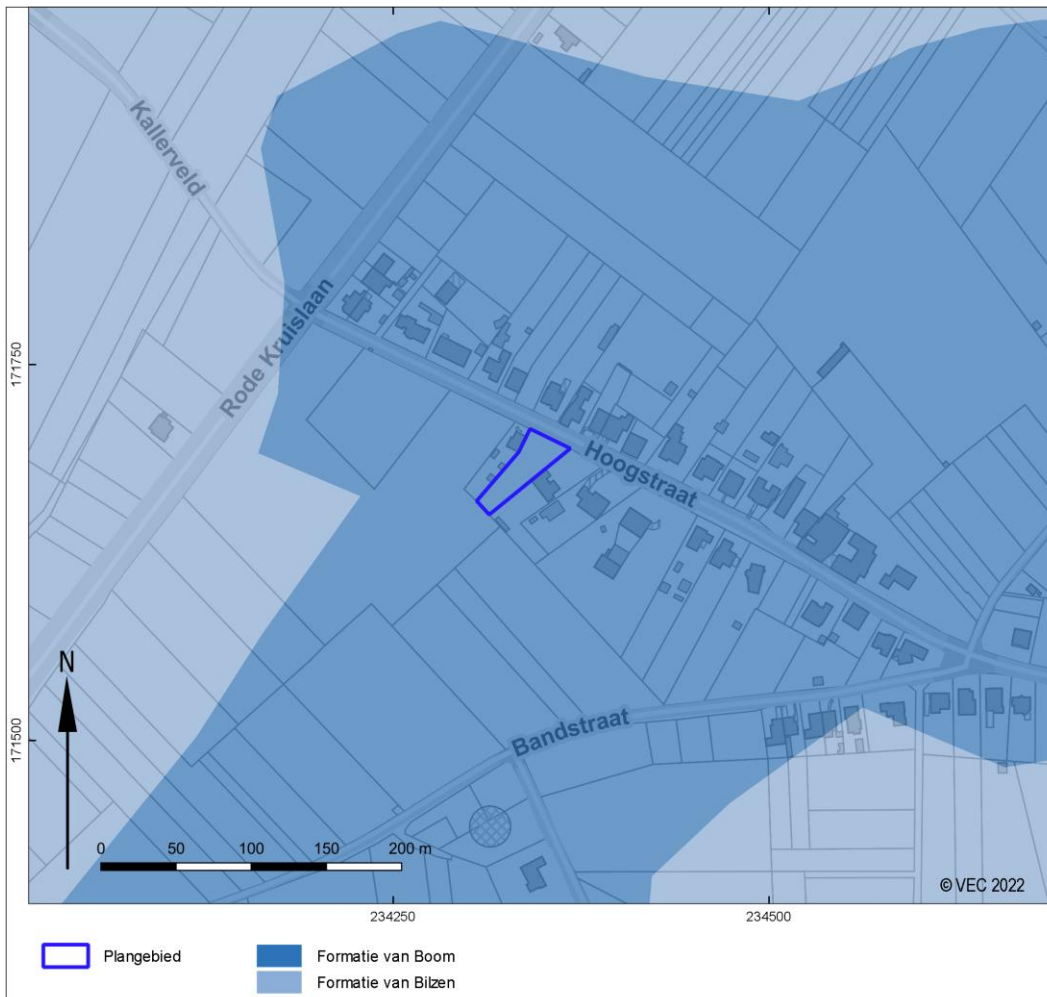 Kallerveld
Rode Kruislaan
171750
Hoogstraat
N
171500
Bandstraat
0 50 100 150 200 m
© VEC 2022
234250 234500
Plangebied
Formatie van Boom
Formatie van Bilzen